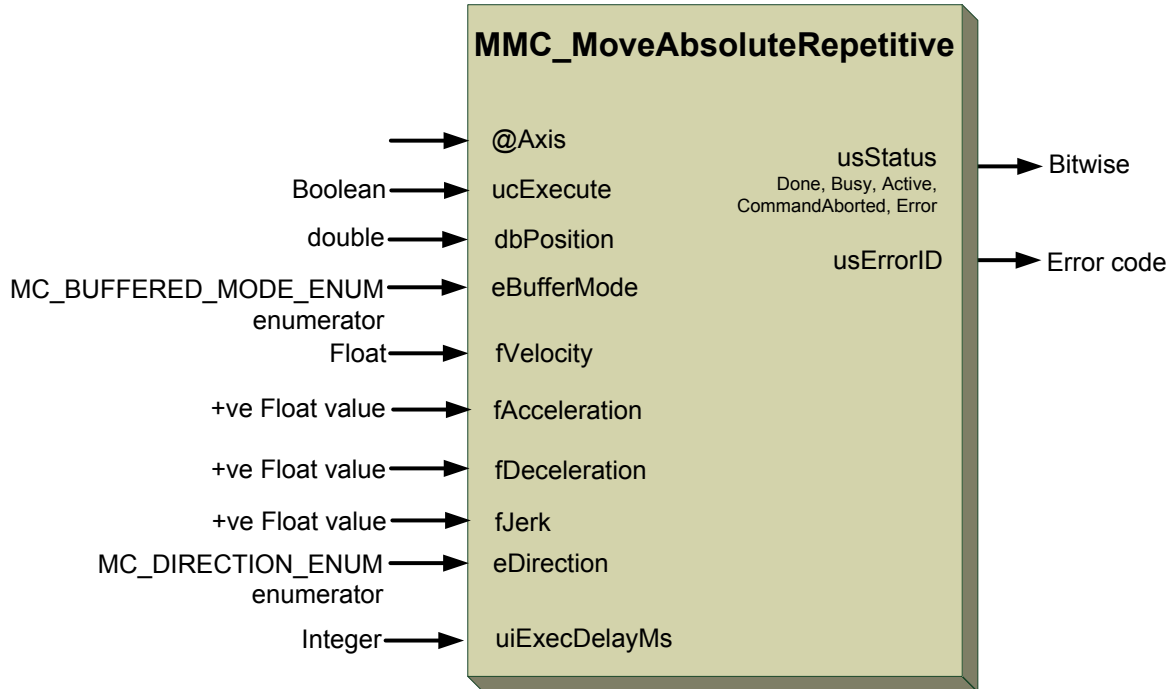 MMC_MoveAbsoluteRepetitive
@Axis
Boolean
ucExecute
double
dbPosition
MC_BUFFERED_MODE_ENUM
enumerator
eBufferMode
Float
fVelocity
+ve Float value
fAcceleration
+ve Float value
fDeceleration
+ve Float value
fJerk
MC_DIRECTION_ENUM
enumerator
eDirection
Integer
uiExecDelayMs
usStatus
Done, Busy, Active,
CommandAborted, Error
Bitwise
usErrorID
Error code